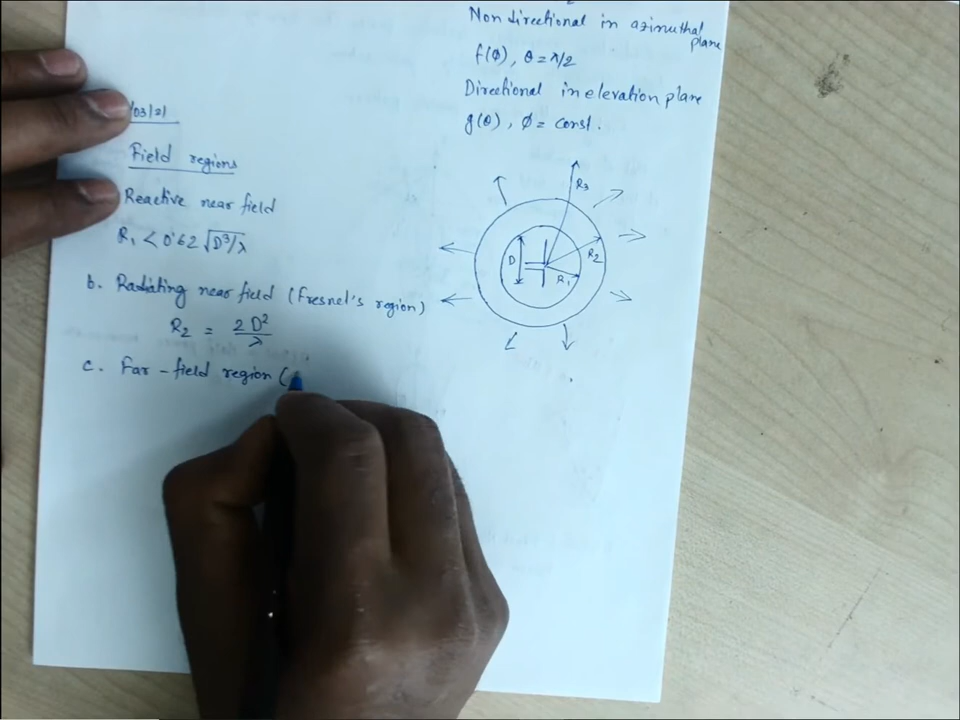 Non directional in azimuthal
plane
f(ϕ), θ = π/2
Directional in elevation plane
g(θ), ϕ = const.
/03/21
Field regions
Reactive near field
R₁ < 0.62 √D³/λ
b. Radiating near field (Fresnel's region)
R₂ = 2D²/λ
c. Far-field region (
R₃
R₂
D
R₁